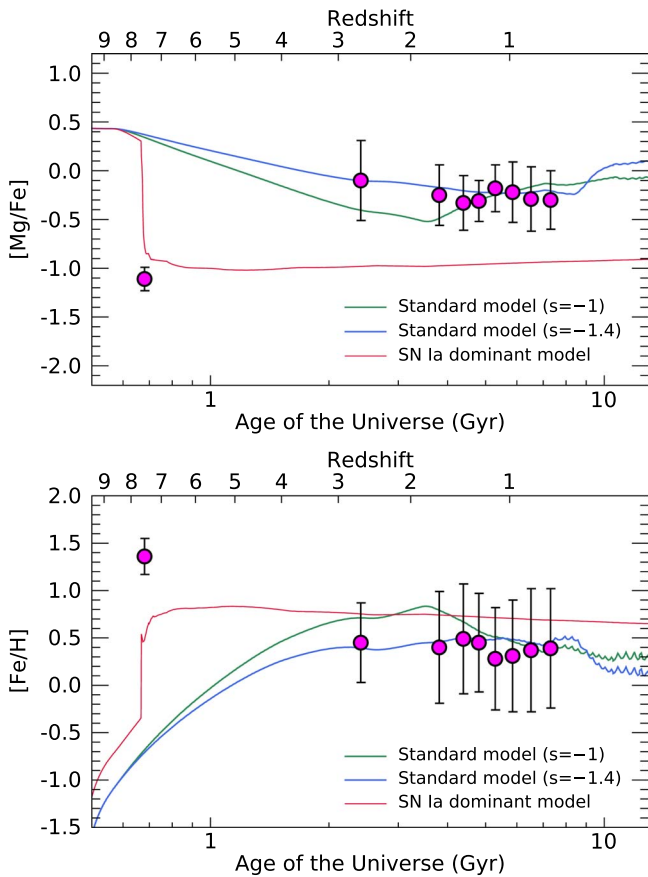 Redshift
9 8 7 6 5 4 3 2 1
1.0
0.5
0.0
-0.5
-1.0
-1.5
-2.0
[Mg/Fe]
Standard model (s=−1)
Standard model (s=−1.4)
SN Ia dominant model
1 10
Age of the Universe (Gyr)
Redshift
9 8 7 6 5 4 3 2 1
2.0
1.5
1.0
0.5
0.0
-0.5
-1.0
-1.5
[Fe/H]
Standard model (s=−1)
Standard model (s=−1.4)
SN Ia dominant model
1 10
Age of the Universe (Gyr)